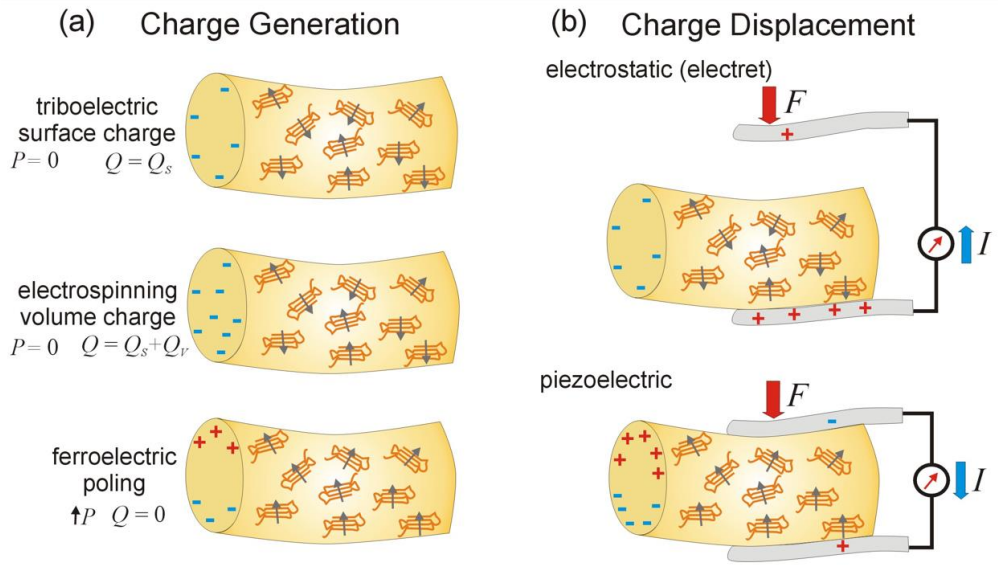 (a) Charge Generation
triboelectric
surface charge
P = 0 Q = Qs
electrospinning
volume charge
P = 0 Q = Qs+Qv
ferroelectric
poling
↑P Q = 0
(b) Charge Displacement
electrostatic (electret)
F
I
piezoelectric
F
I